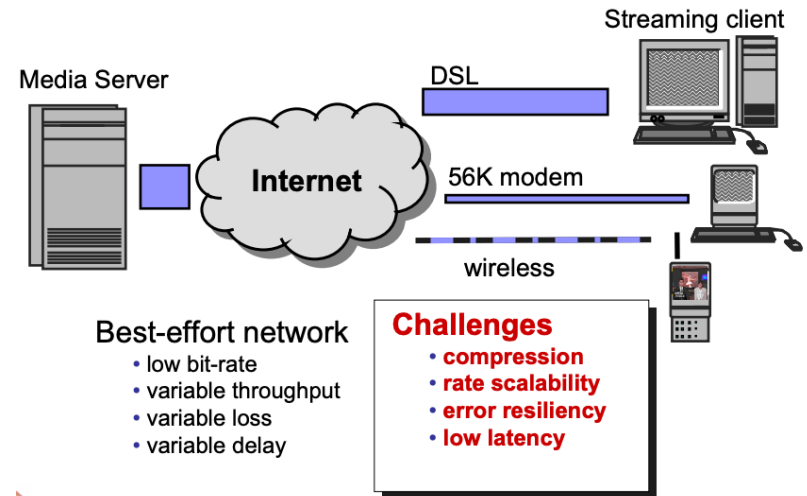 Streaming client
Media Server
DSL
Internet
56K modem
wireless
Best-effort network
• low bit-rate
• variable throughput
• variable loss
• variable delay
Challenges
• compression
• rate scalability
• error resiliency
• low latency